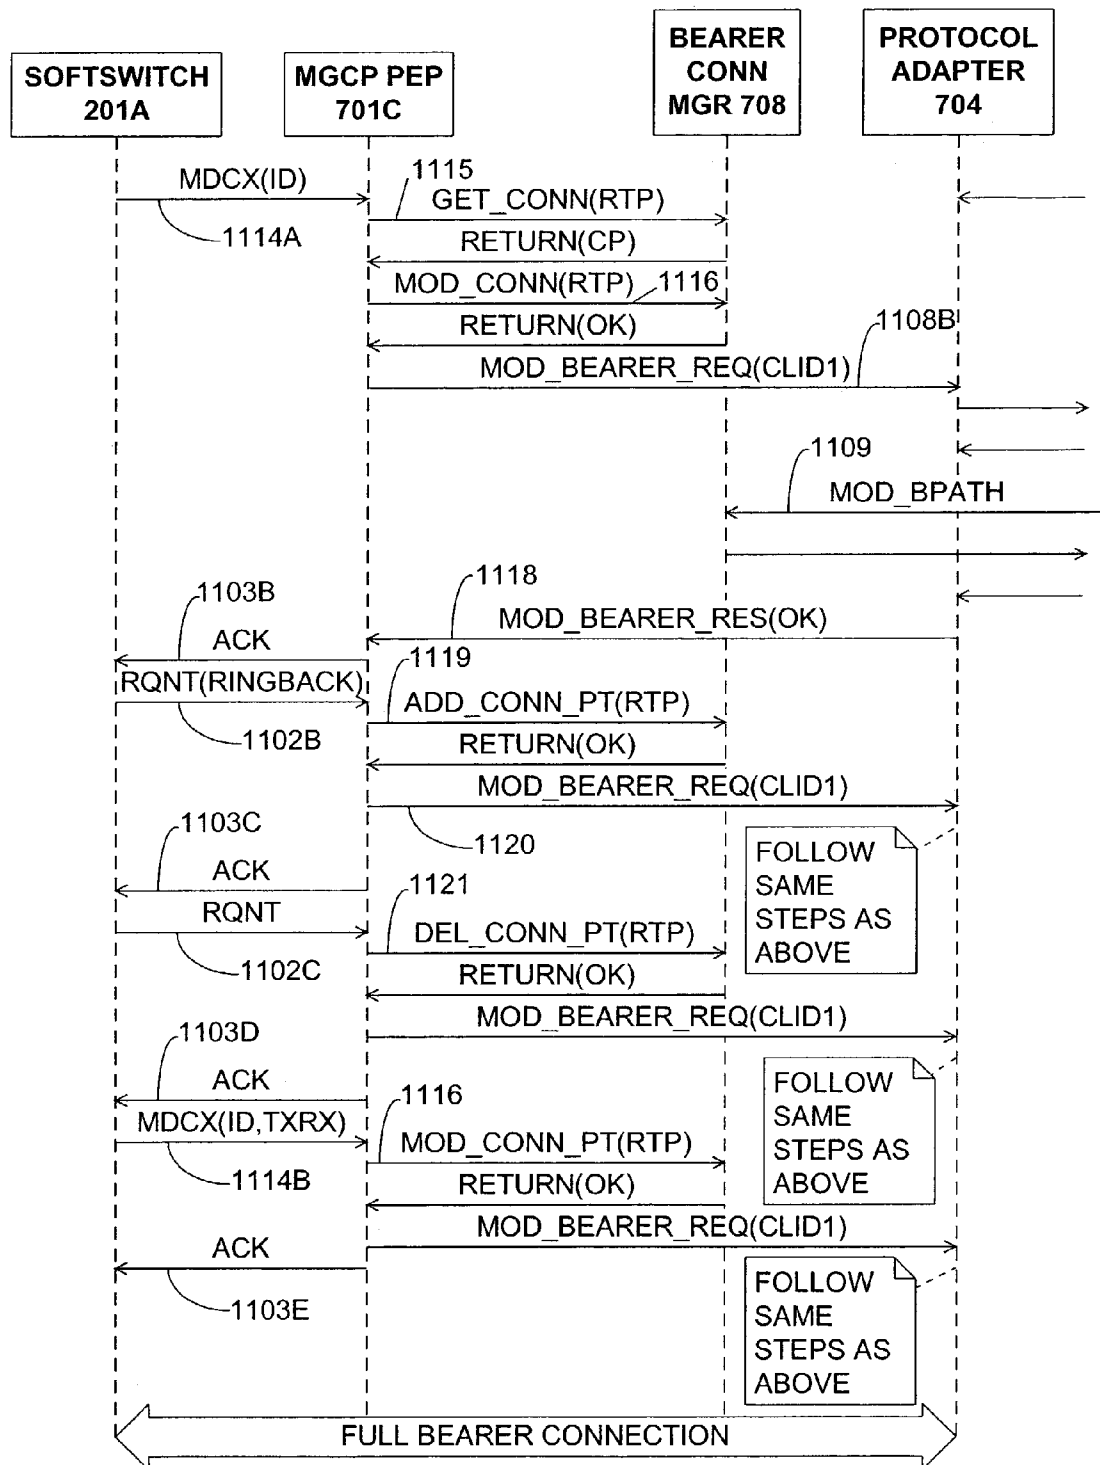 SOFTSWITCH
201A
MGCP PEP
701C
BEARER
CONN
MGR 708
PROTOCOL
ADAPTER
704
MDCX(ID)
1114A
1115
GET_CONN(RTP)
RETURN(CP)
MOD_CONN(RTP)
1116
RETURN(OK)
1108B
MOD_BEARER_REQ(CLID1)
1109
MOD_BPATH
1118
MOD_BEARER_RES(OK)
1103B
ACK
RQNT(RINGBACK)
1102B
1119
ADD_CONN_PT(RTP)
RETURN(OK)
MOD_BEARER_REQ(CLID1)
1120
FOLLOW
SAME
STEPS AS
ABOVE
1103C
ACK
RQNT
1102C
1121
DEL_CONN_PT(RTP)
RETURN(OK)
MOD_BEARER_REQ(CLID1)
1103D
ACK
FOLLOW
SAME
STEPS AS
ABOVE
MDCX(ID,TXRX)
1114B
1116
MOD_CONN_PT(RTP)
RETURN(OK)
MOD_BEARER_REQ(CLID1)
ACK
1103E
FOLLOW
SAME
STEPS AS
ABOVE
FULL BEARER CONNECTION